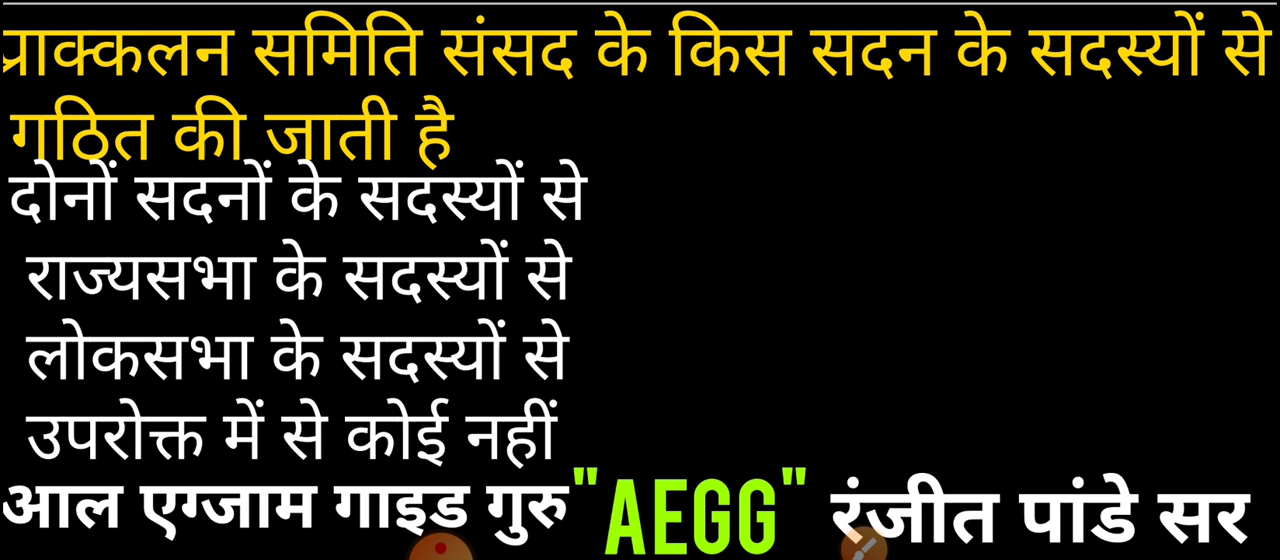 प्राक्कलन समिति संसद के किस सदन के सदस्यों से
गठित की जाती है
दोनों सदनों के सदस्यों से
राज्यसभा के सदस्यों से
लोकसभा के सदस्यों से
उपरोक्त में से कोई नहीं
आल एग्जाम गाइड गुरु "AEGG" रंजीत पांडे सर